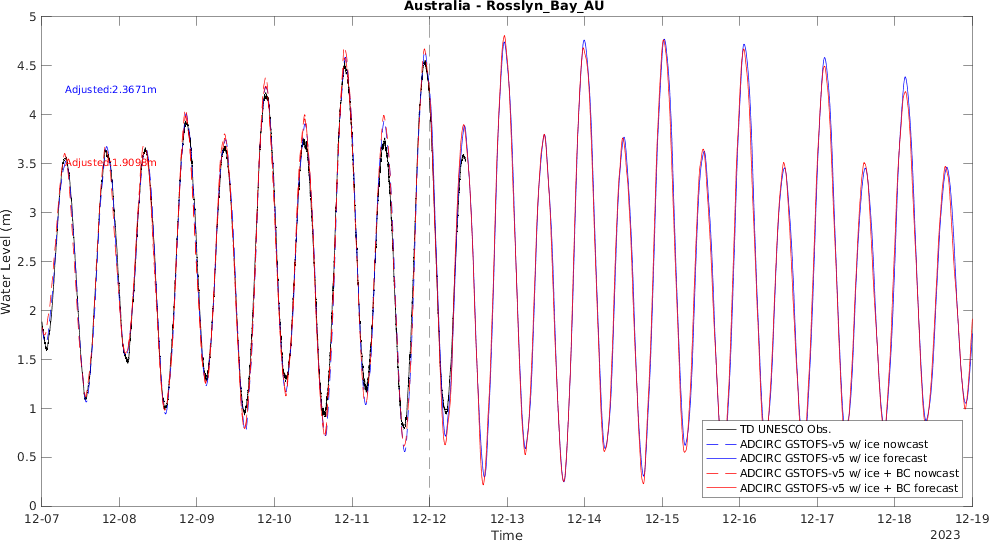 Australia - Rosslyn_Bay_AU
5
4.5
4
3.5
3
2.5
2
1.5
1
0.5
0
Water Level (m)
Adjusted:2.3671m
Adjusted:1.9093m
TD UNESCO Obs.
ADCIRC GSTOFS-v5 w/ ice nowcast
ADCIRC GSTOFS-v5 w/ ice forecast
ADCIRC GSTOFS-v5 w/ ice + BC nowcast
ADCIRC GSTOFS-v5 w/ ice + BC forecast
12-07 12-08 12-09 12-10 12-11 12-12 12-13 12-14 12-15 12-16 12-17 12-18 12-19
Time
2023